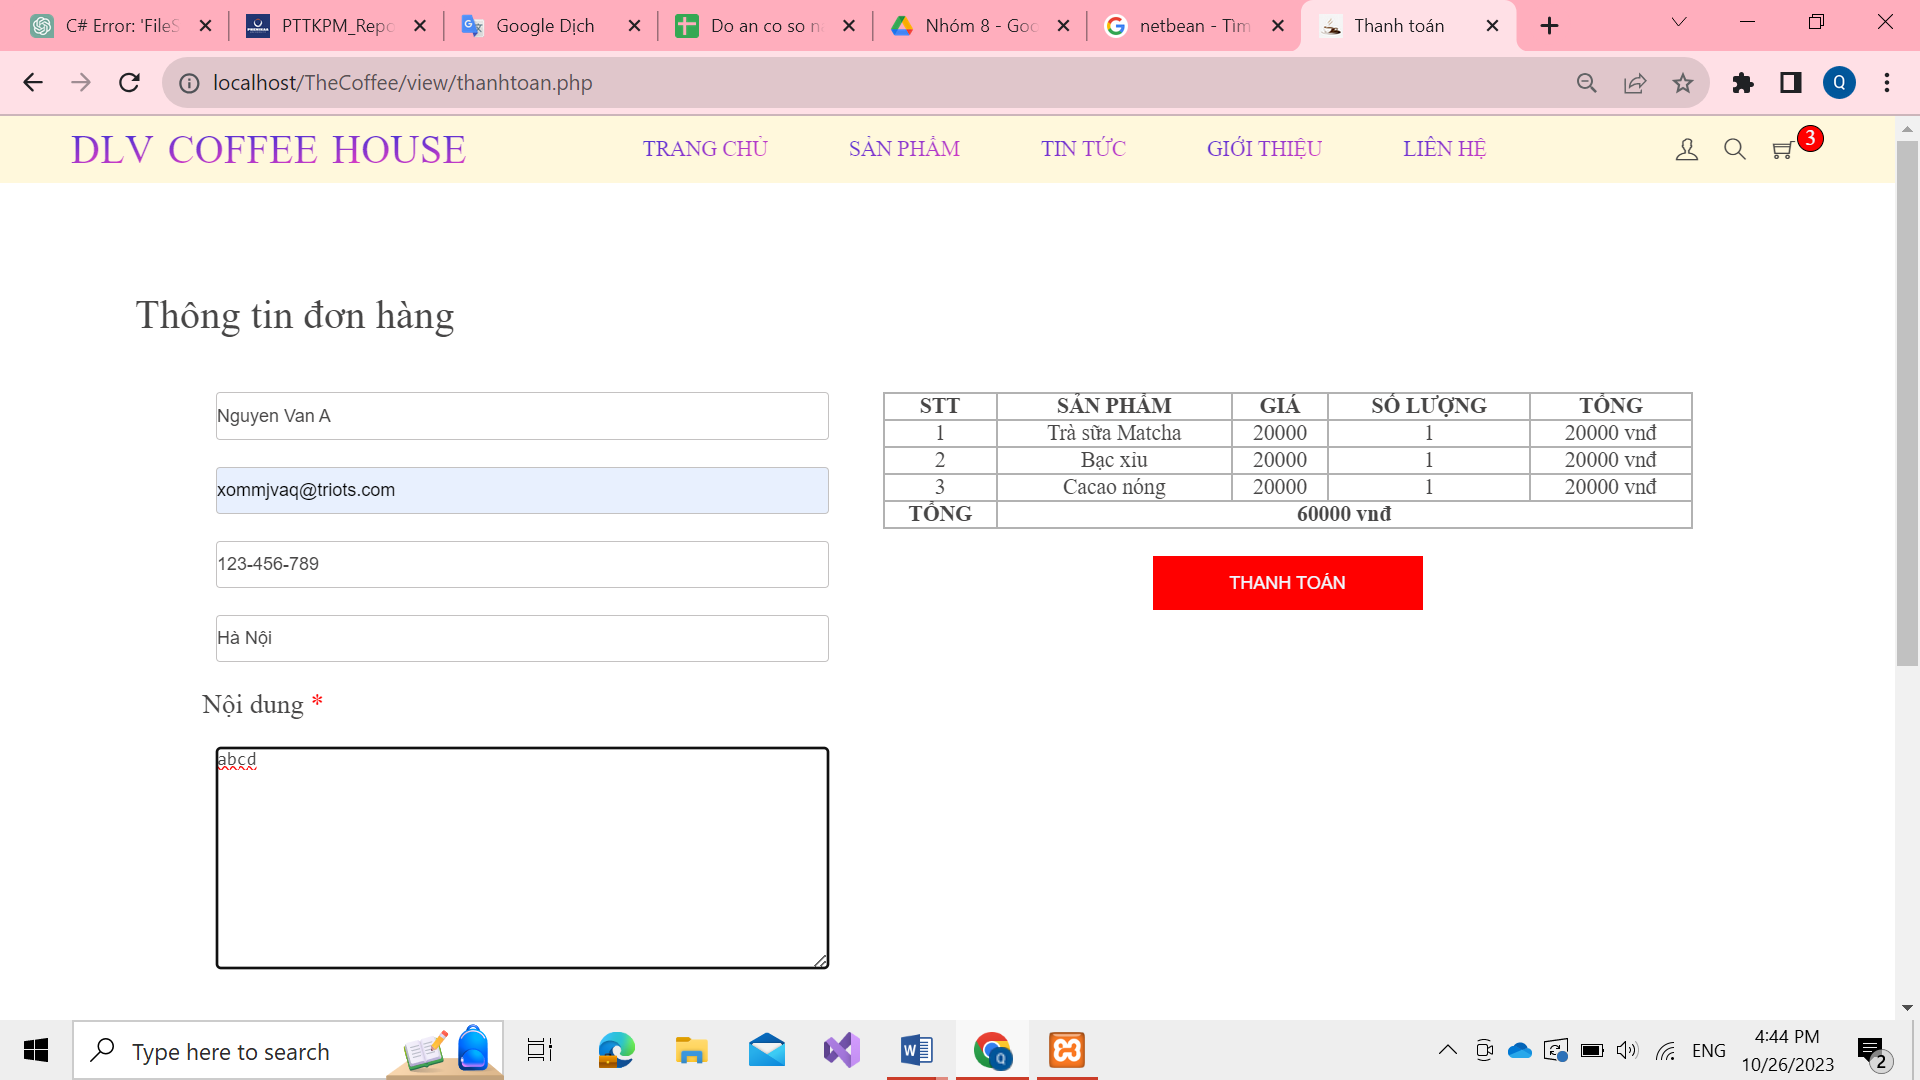 C# Error: 'FileS
PTTKPM_Repo
Google Dịch
Do an co so n
Nhóm 8 - Goo
netbean - Tìm
Thanh toán
localhost/TheCoffee/view/thanhtoan.php
Q
DLV COFFEE HOUSE
TRANG CHỦ
SẢN PHẨM
TIN TỨC
GIỚI THIỆU
LIÊN HỆ
3
Thông tin đơn hàng
Nguyen Van A
xommjvaq@triots.com
123-456-789
Hà Nội
Nội dung *
abcd
STT SẢN PHẨM GIÁ SỐ LƯỢNG TỔNG
1 Trà sữa Matcha 20000 1 20000 vnđ
2 Bạc xỉu 20000 1 20000 vnđ
3 Cacao nóng 20000 1 20000 vnđ
TỔNG 60000 vnđ
THANH TOÁN
Type here to search
ENG
4:44 PM
10/26/2023
2